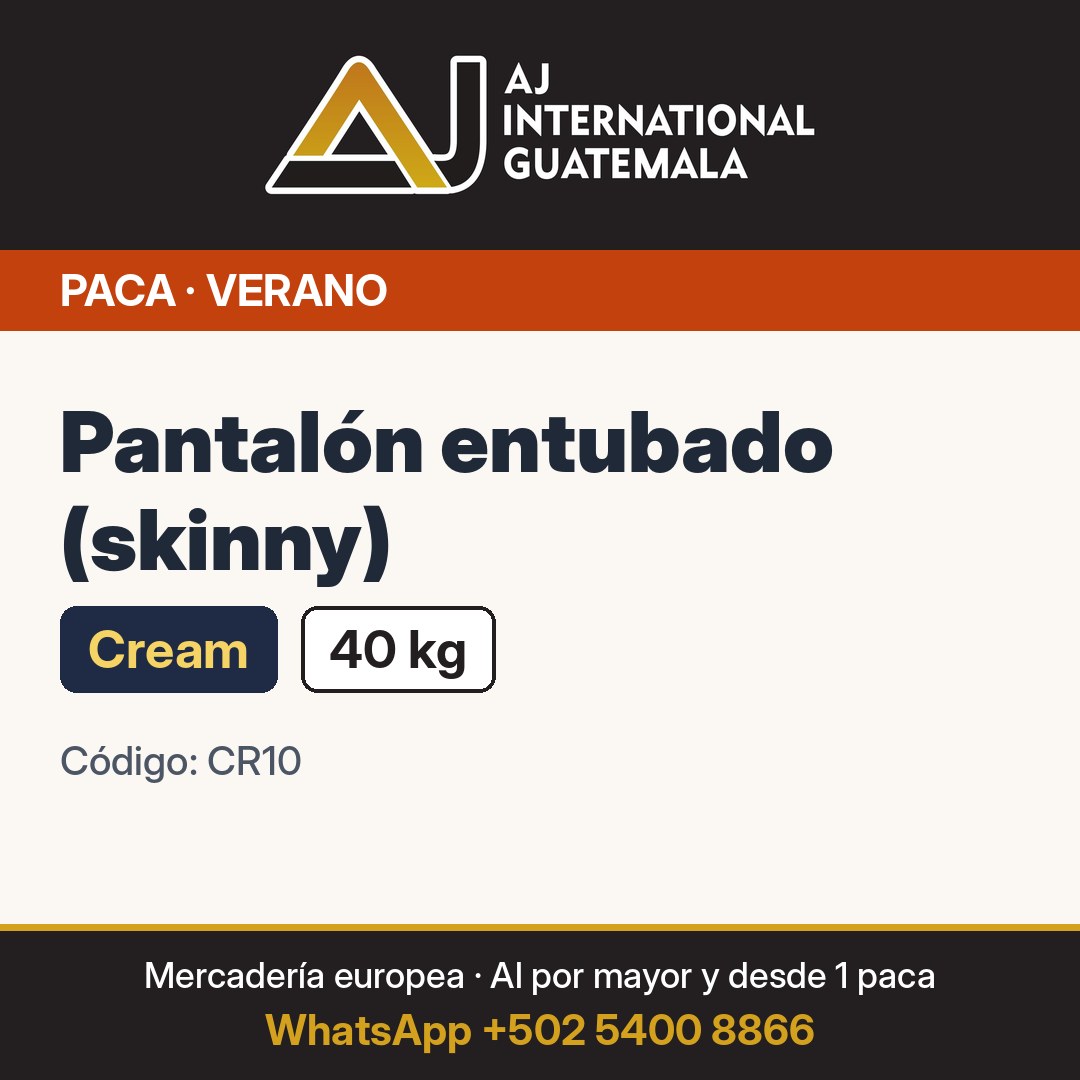 AJ
AJ
INTERNATIONAL
GUATEMALA
PACA · VERANO
Pantalón entubado
(skinny)
Cream
40 kg
Código: CR10
Mercadería europea · Al por mayor y desde 1 paca
WhatsApp +502 5400 8866